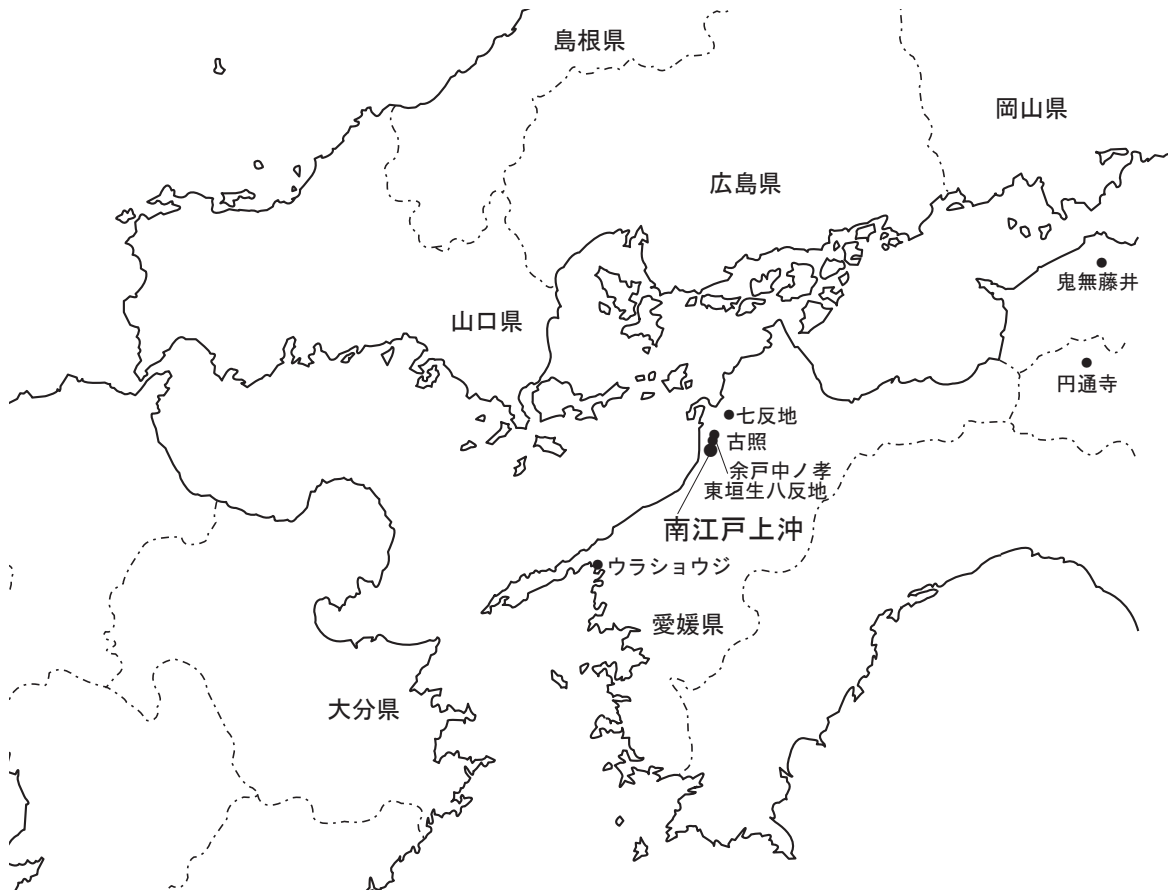 島根県
岡山県
広島県
鬼無藤井
山口県
円通寺
七反地
古照
余戸中ノ孝
東垣生八反地
南江戸上沖
ウラショウジ
愛媛県
大分県